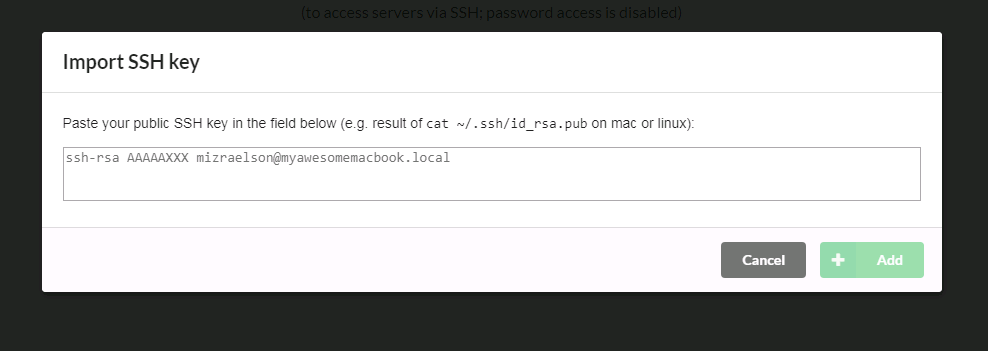 (to access servers via SSH; password access is disabled)
Import SSH key
Paste your public SSH key in the field below (e.g. result of cat ~/.ssh/id_rsa.pub on mac or linux):
ssh-rsa AAAAAXXX mizraelson@myawesomemacbook.local
Cancel
Add